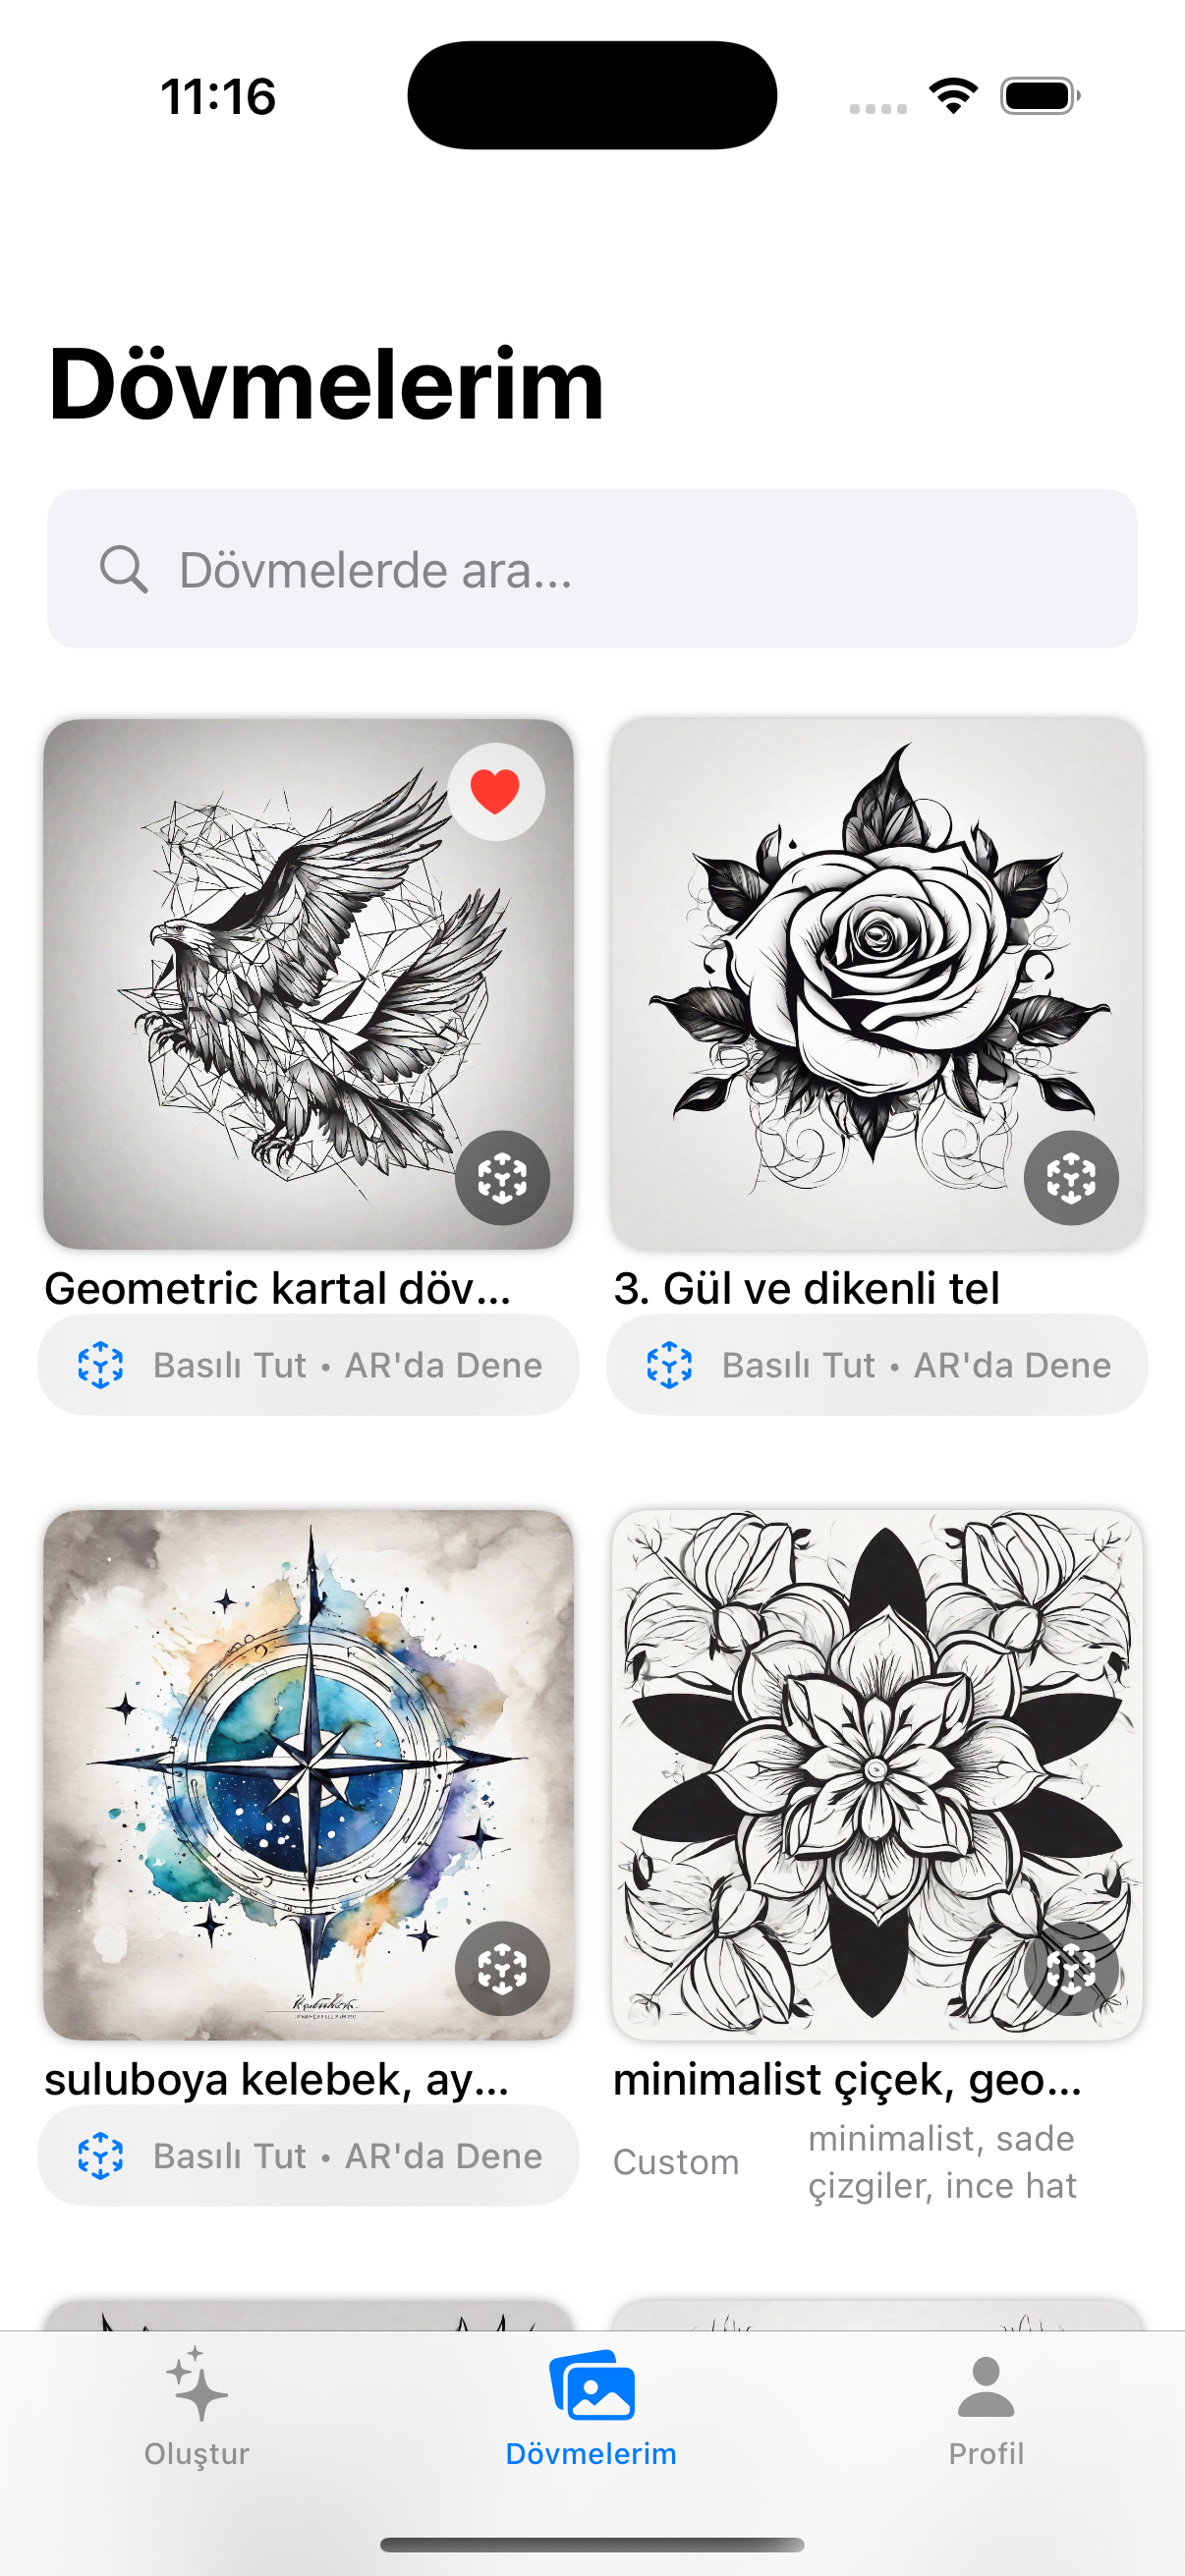 11:16
Dövmelerim
Dövmelerde ara...
Geometric kartal döv...
3. Gül ve dikenli tel
Basılı Tut • AR'da Dene
Basılı Tut • AR'da Dene
suluboya kelebek, ay...
minimalist çiçek, geo...
Basılı Tut • AR'da Dene
Custom
minimalist, sade
çizgiler, ince hat
Oluştur
Dövmelerim
Profil